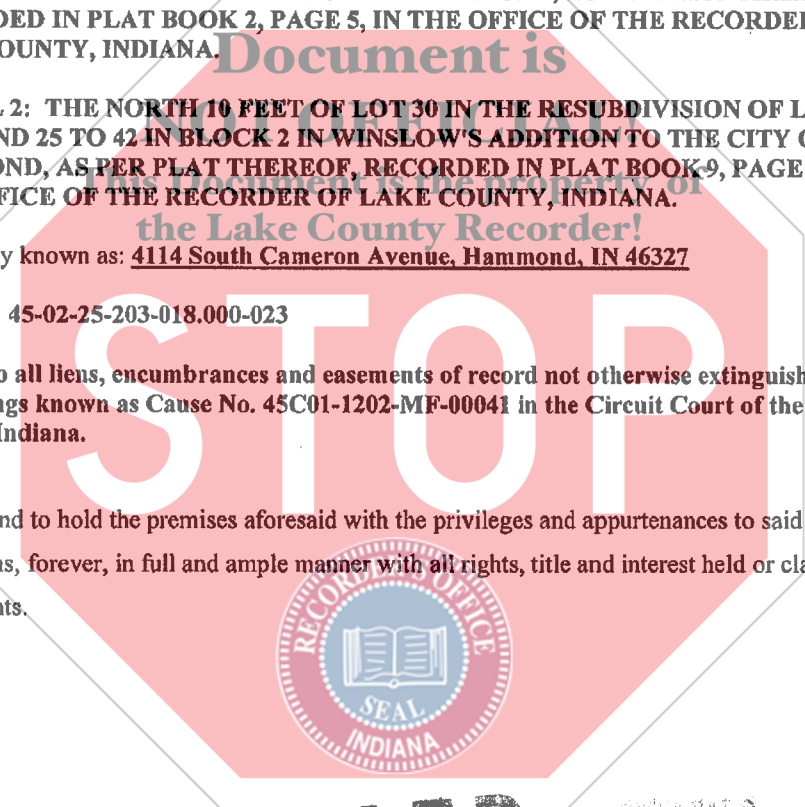 DED IN PLAT BOOK 2, PAGE 5, IN THE OFFICE OF THE RECORDER
COUNTY, INDIANA.
Document is
NOT OFFICIAL
2: THE NORTH 10 FEET OF LOT 30 IN THE RESUBDIVISION OF L
ND 25 TO 42 IN BLOCK 2 IN WINSLOW'S ADDITION TO THE CITY
OND, AS PER PLAT THEREOF, RECORDED IN PLAT BOOK 9, PAGE
This Document is the property of
FICE OF THE RECORDER OF LAKE COUNTY, INDIANA.
the Lake County Recorder!
y known as: 4114 South Cameron Avenue, Hammond, IN 46327
45-02-25-203-018.000-023
STOP
o all liens, encumbrances and easements of record not otherwise extinguish
ngs known as Cause No. 45C01-1202-MF-00041 in the Circuit Court of the
Indiana.
nd to hold the premises aforesaid with the privileges and appurtenances to said
ns, forever, in full and ample manner with all rights, title and interest held or cla
nts.
RECORDER'S OFFICE
SEAL
INDIANA